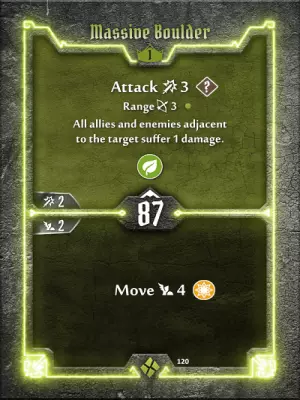 Massive Boulder
1
Attack 3 ?
Range 3
All allies and enemies adjacent
to the target suffer 1 damage.
2
87
2
Move 4
120